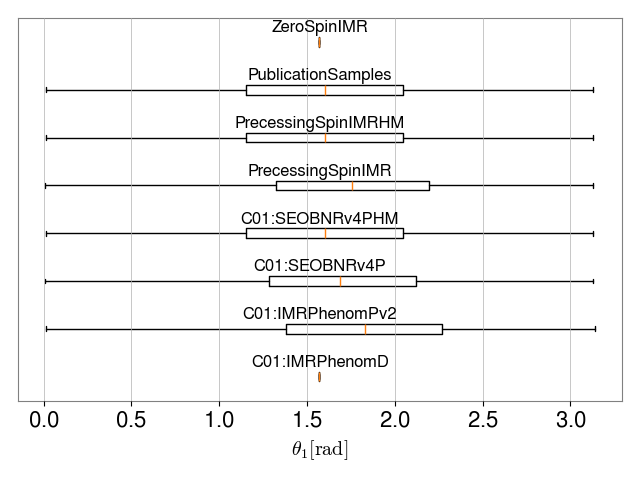 ZeroSpinIMR
PublicationSamples
PrecessingSpinIMRHM
PrecessingSpinIMR
C01:SEOBNRv4PHM
C01:SEOBNRv4P
C01:IMRPhenomPv2
C01:IMRPhenomD
0.0 0.5 1.0 1.5 2.0 2.5 3.0
θ₁[rad]